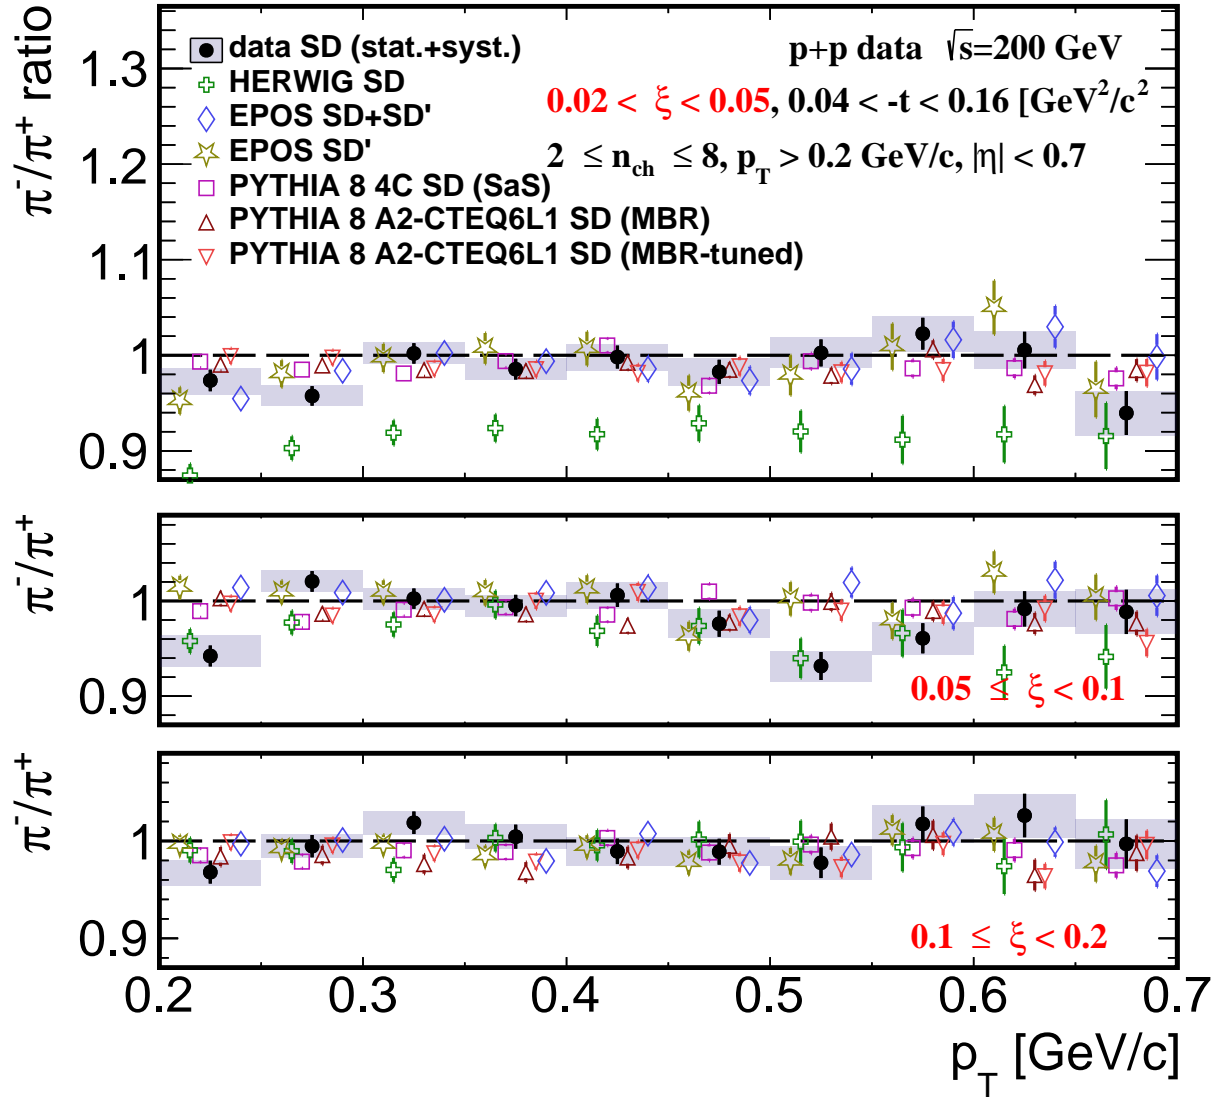 π⁻/π⁺ ratio
1.3
1.2
1.1
1
0.9
data SD (stat.+syst.)
HERWIG SD
EPOS SD+SD'
EPOS SD'
PYTHIA 8 4C SD (SaS)
PYTHIA 8 A2-CTEQ6L1 SD (MBR)
PYTHIA 8 A2-CTEQ6L1 SD (MBR-tuned)
p+p data √s=200 GeV
0.02 < ξ < 0.05, 0.04 < -t < 0.16 [GeV²/c²
2 ≤ n_ch ≤ 8, p_T > 0.2 GeV/c, |η| < 0.7
π⁻/π⁺
1
0.9
0.05 ≤ ξ < 0.1
π⁻/π⁺
1
0.9
0.1 ≤ ξ < 0.2
0.2 0.3 0.4 0.5 0.6 0.7
p_T [GeV/c]